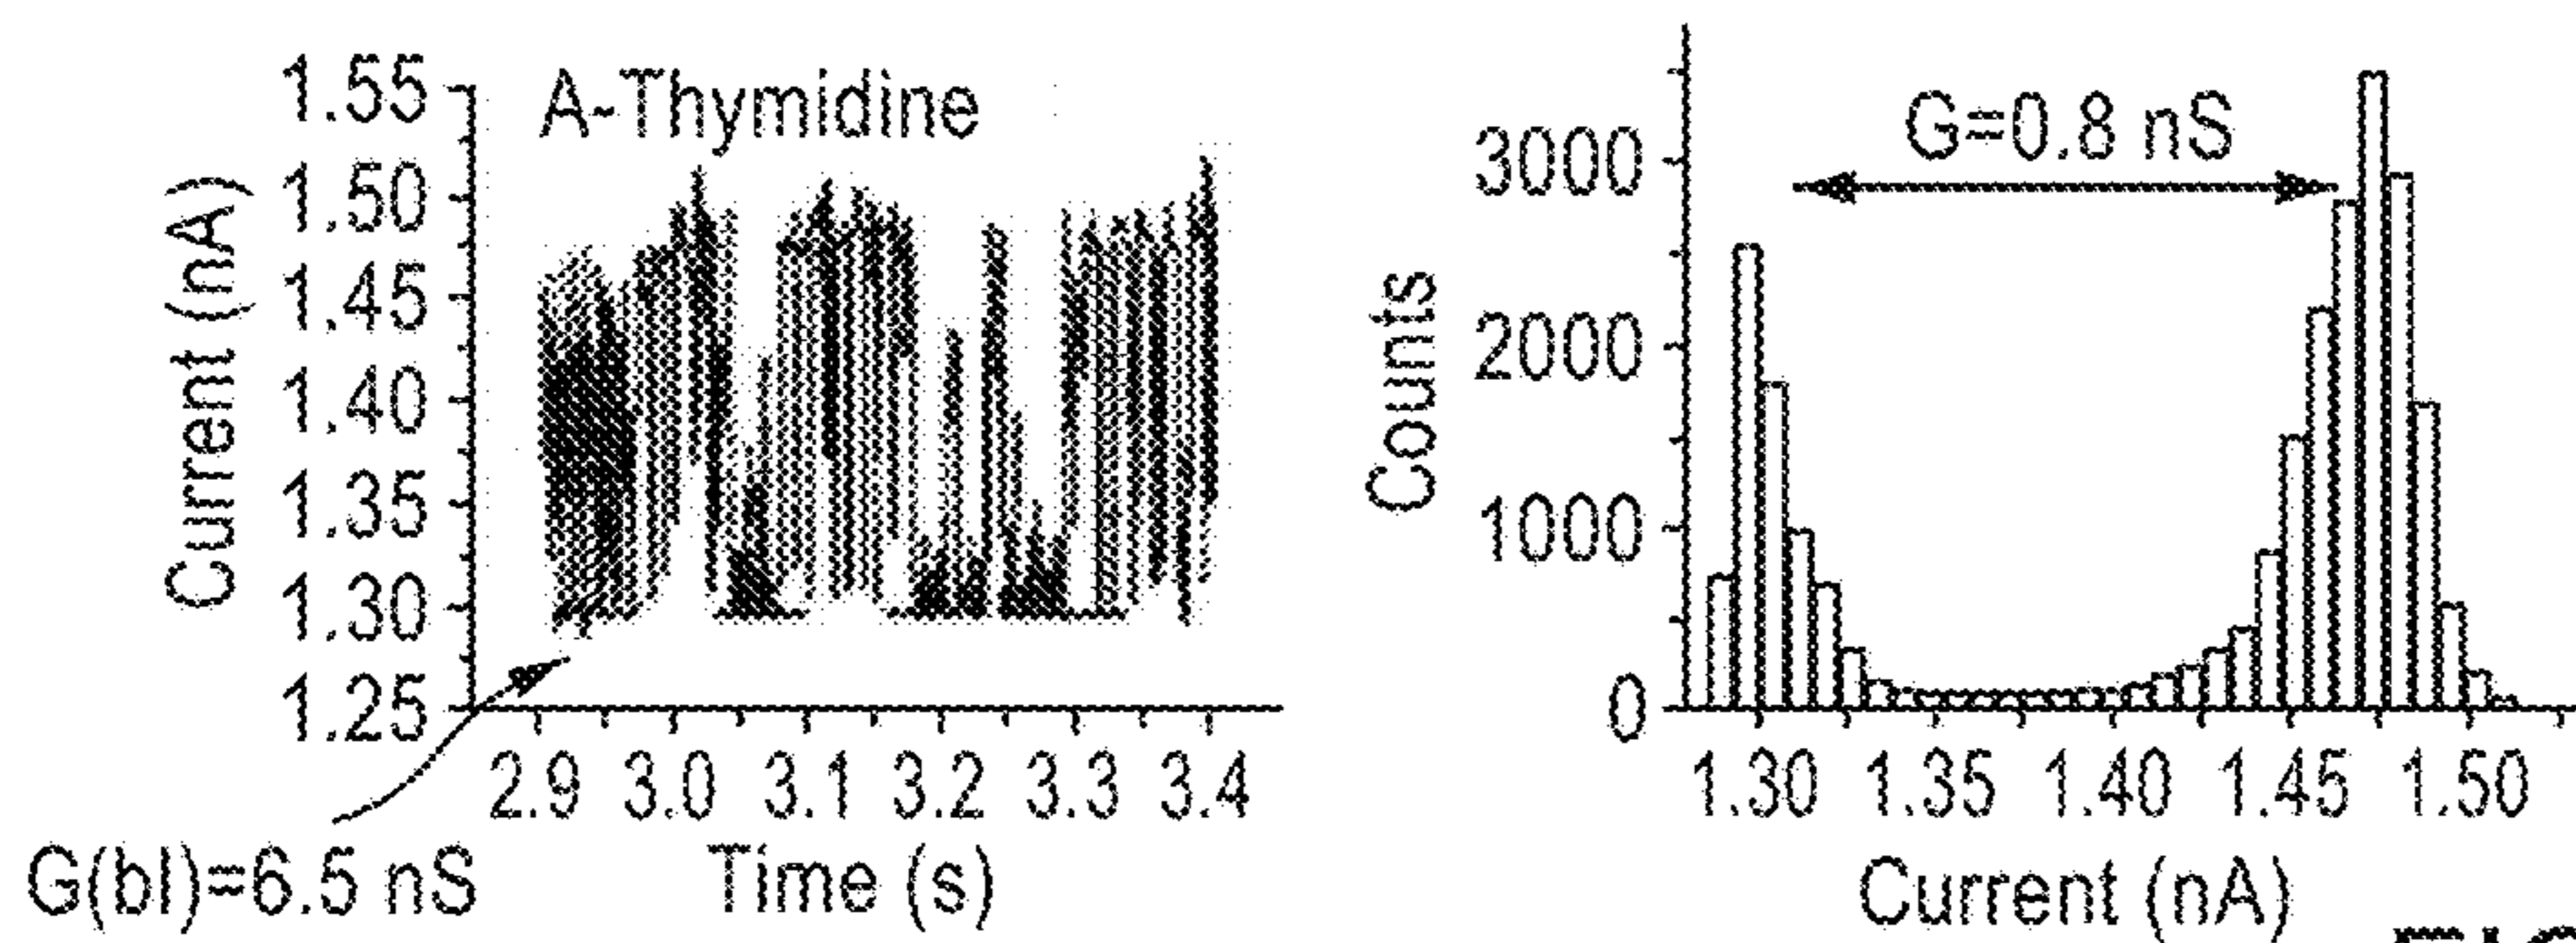 A-Thymidine
Current (nA)
1.55
1.50
1.45
1.40
1.35
1.30
1.25
2.9 3.0 3.1 3.2 3.3 3.4
Time (s)
G(bl)=6.5 nS
G=0.8 nS
Counts
3000
2000
1000
0
1.30 1.35 1.40 1.45 1.50
Current (nA)